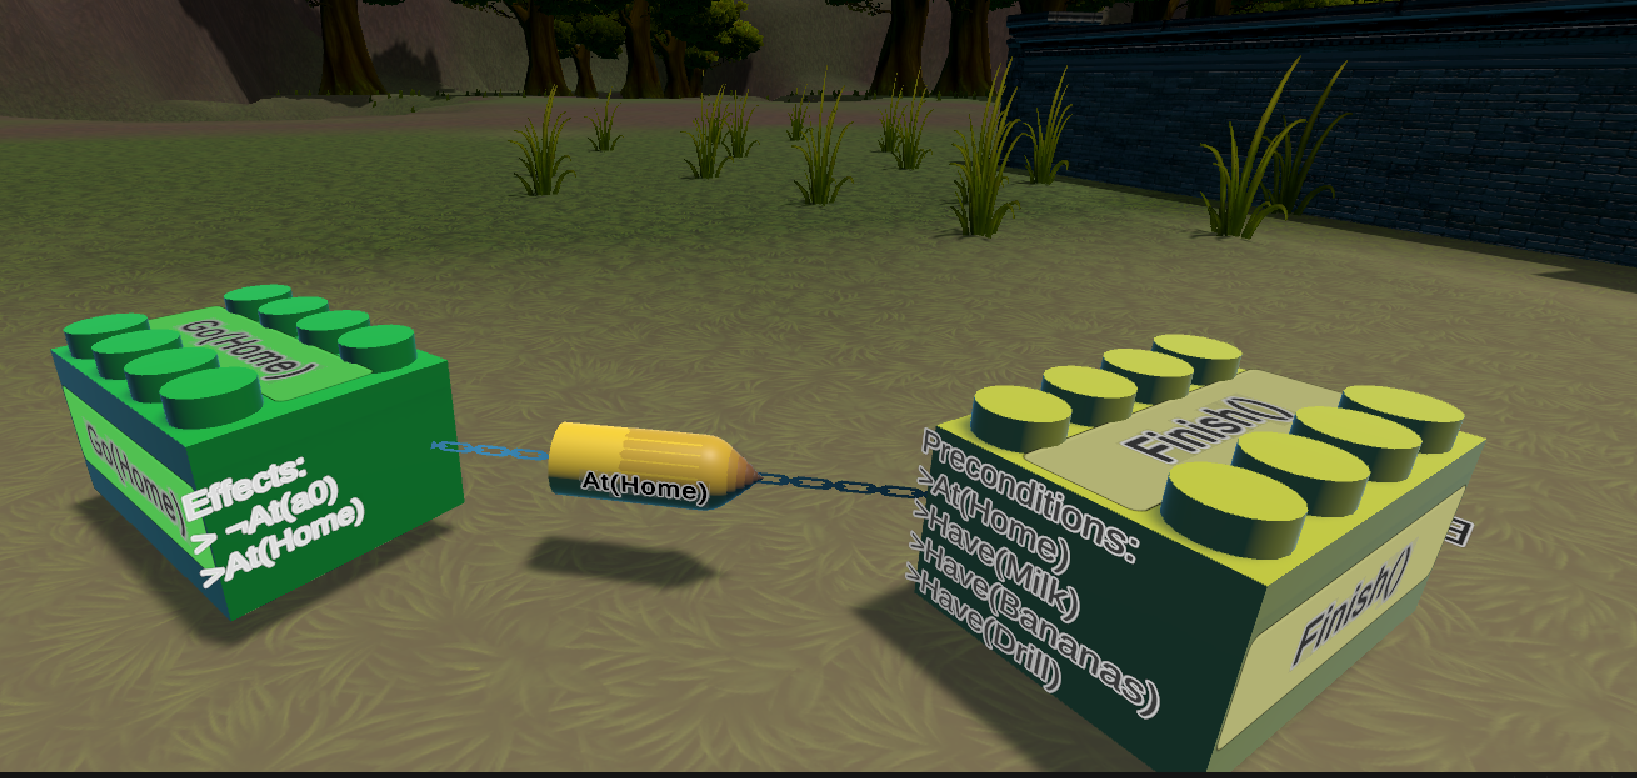 Go(Home)
Go(Home)
Effects:
> ¬At(a0)
>At(Home)
At(Home)
Finish()
Preconditions:
>At(Home)
>Have(Milk)
>Have(Bananas)
>Have(Drill)
Finish()